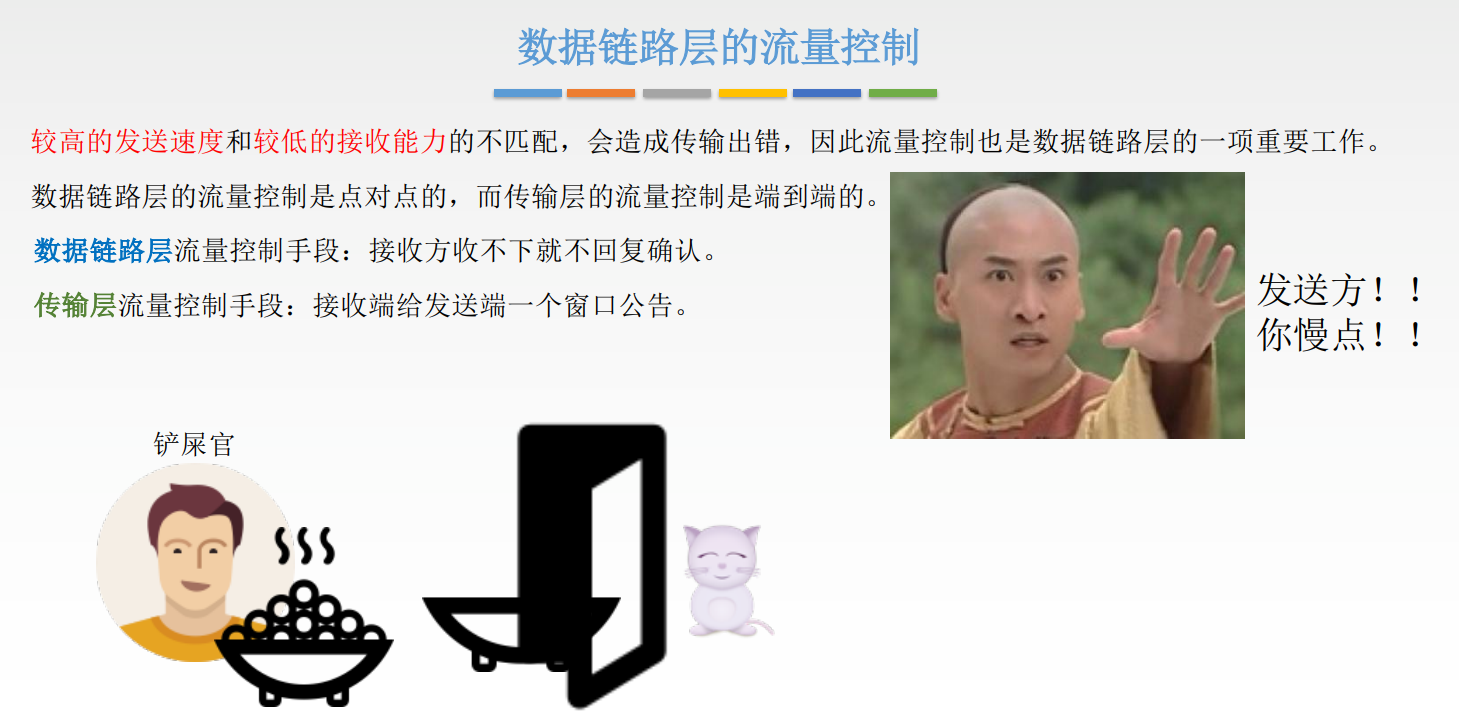 数据链路层的流量控制
较高的发送速度和较低的接收能力的不匹配，会造成传输出错，因此流量控制也是数据链路层的一项重要工作。
数据链路层的流量控制是点对点的，而传输层的流量控制是端到端的。
数据链路层流量控制手段：接收方收不下就不回复确认。
传输层流量控制手段：接收端给发送端一个窗口公告。
发送方！！
你慢点！！
铲屎官